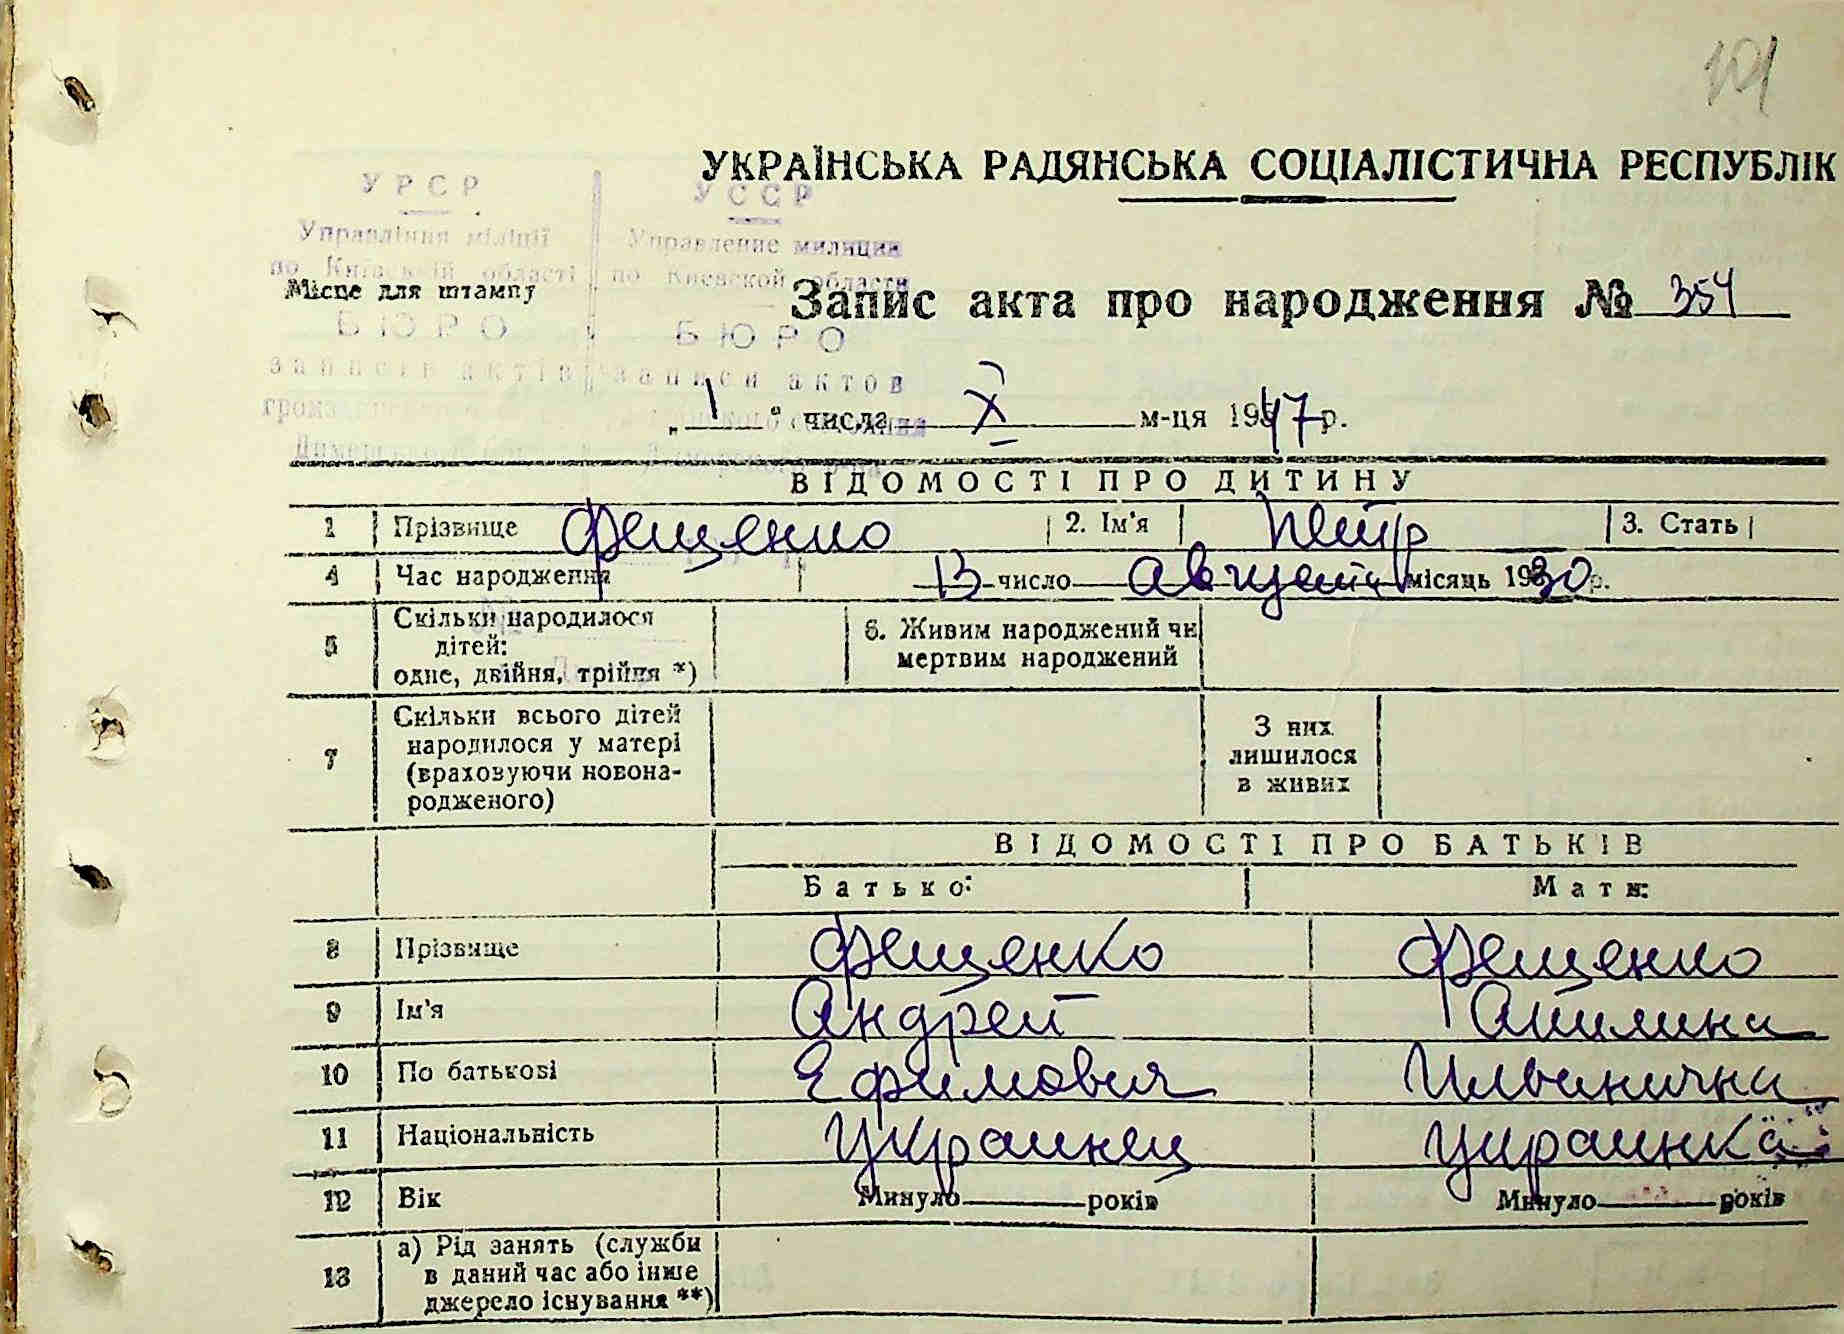 101
УКРАЇНСЬКА РАДЯНСЬКА СОЦІАЛІСТИЧНА РЕСПУБЛІК
УРСР УССР
Управління міліції Управление милиции
по Київській області по Киевской области
Місце для штампу
Запис акта про народження № 354
БЮРО БЮРО
записів актів записи актов
„ 1 " числа X м-ця 1947 р.
ВІДОМОСТІ ПРО ДИТИНУ
1 Прізвище Фещенко 2. Ім'я Петр 3. Стать
4 Час народження 13 число Августа місяць 1930 р.
5 Скільки народилося дітей: одне, двійня, трійня *) 6. Живим народжений чи мертвим народжений
7 Скільки всього дітей народилося у матері (враховуючи новонародженого) З них лишилося в живих
ВІДОМОСТІ ПРО БАТЬКІВ
Батько: Мати:
8 Прізвище Фещенко Фещенко
9 Ім'я Андрей Акилина
10 По батькові Ефимович Ильинична
11 Національність Украинец Украинка
12 Вік Минуло років Минуло років
13 а) Рід занять (служби в даний час або інше джерело існування **)